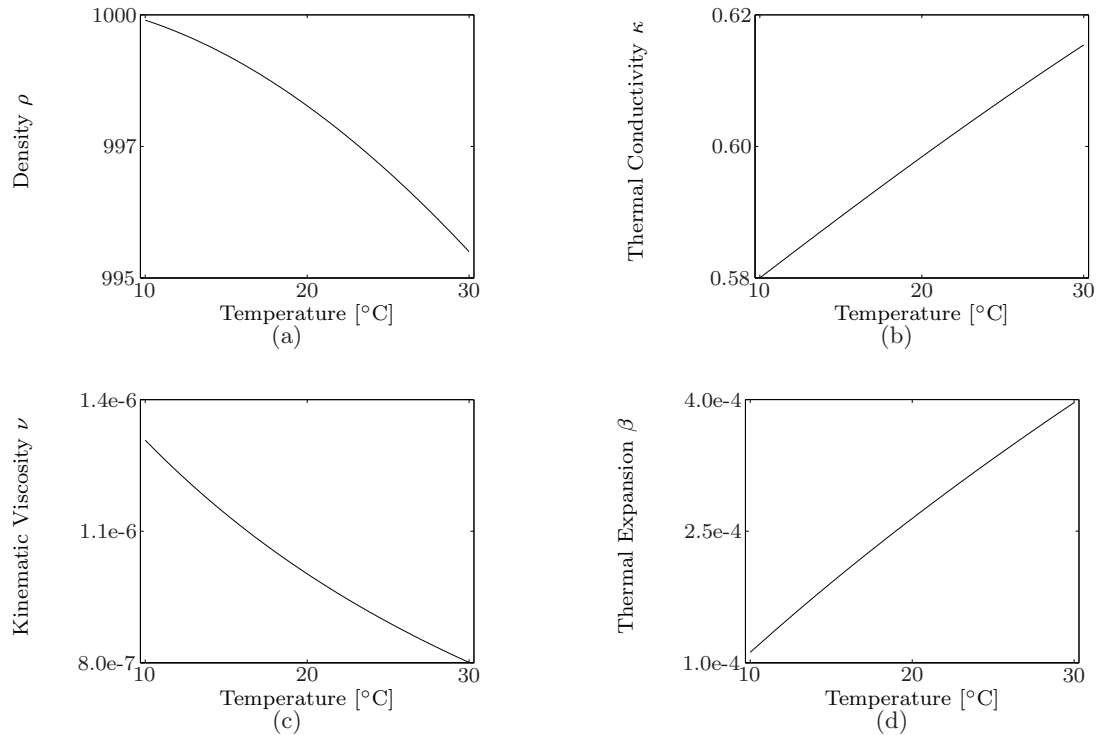 1000
997
995
10
20
30
Density ρ
Temperature [°C]
(a)
0.62
0.60
0.58
10
20
30
Thermal Conductivity κ
Temperature [°C]
(b)
1.4e-6
1.1e-6
8.0e-7
10
20
30
Kinematic Viscosity ν
Temperature [°C]
(c)
4.0e-4
2.5e-4
1.0e-4
10
20
30
Thermal Expansion β
Temperature [°C]
(d)